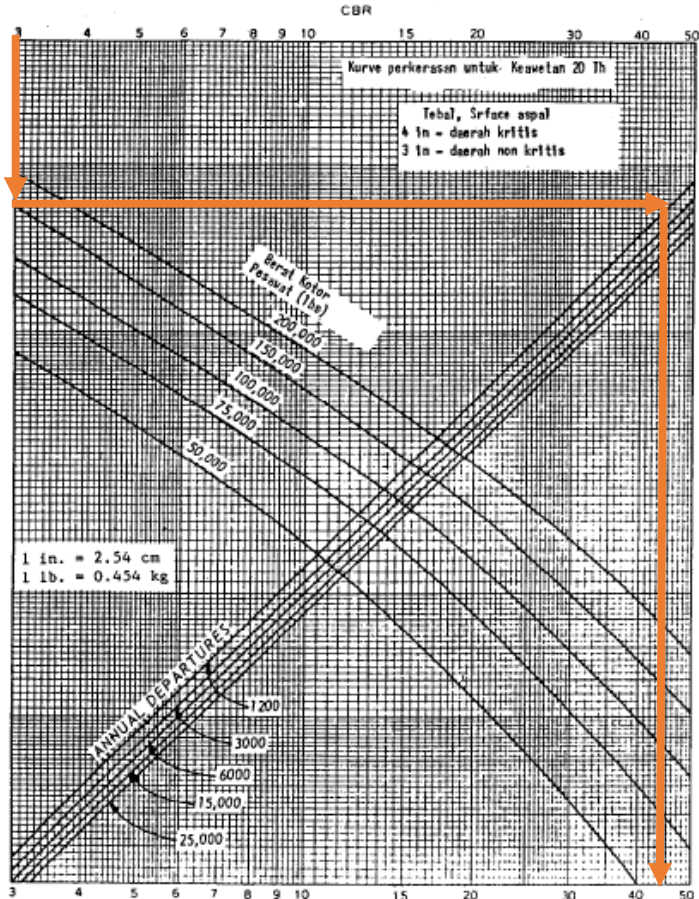 CBR
3 4 5 6 7 8 9 10 15 20 30 40 50
Kurve perkerasan untuk Keawetan 20 Th
Tebal, Srface aspal
4 in - daerah kritis
3 in - daerah non kritis
Berat Kotor
Pesawat (lbs)
200,000
150,000
100,000
75,000
50,000
1 in. = 2.54 cm
1 lb. = 0.454 kg
ANNUAL DEPARTURES
1200
3000
6000
15,000
25,000
3 4 5 6 7 8 9 10 15 20 30 40 50